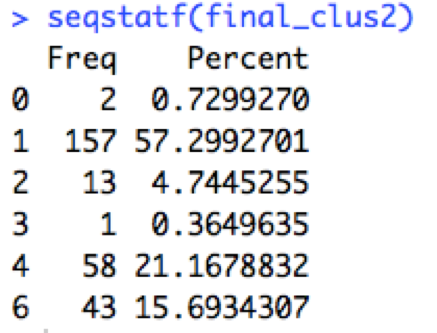 > seqstatf(final_clus2)
Freq Percent
0 2 0.7299270
1 157 57.2992701
2 13 4.7445255
3 1 0.3649635
4 58 21.1678832
6 43 15.6934307